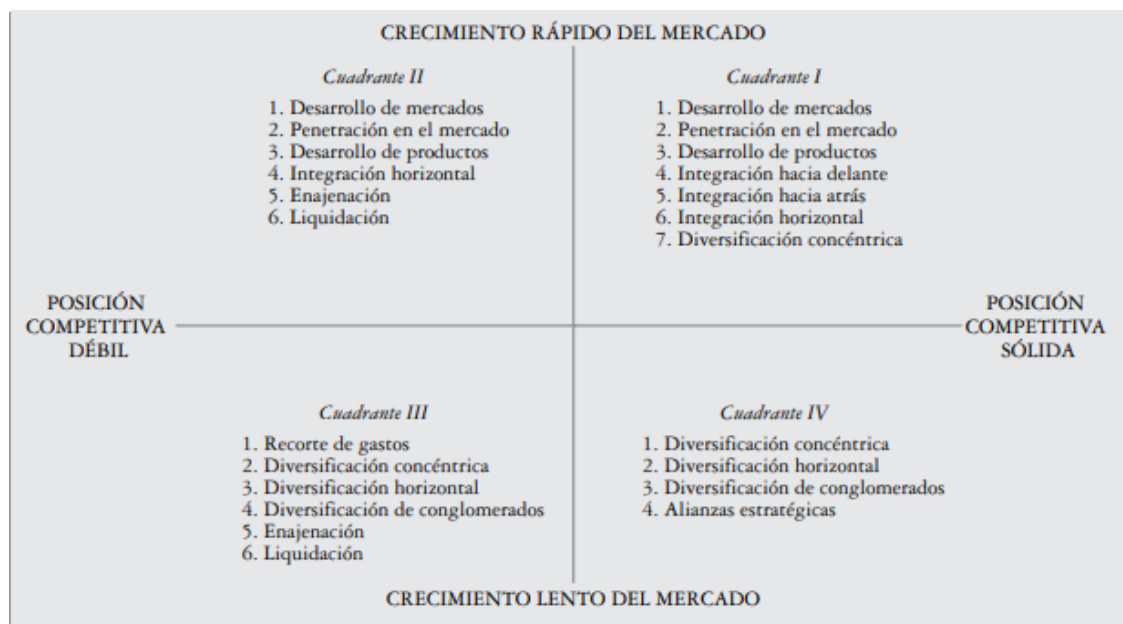 CRECIMIENTO RÁPIDO DEL MERCADO
Cuadrante II
1. Desarrollo de mercados
2. Penetración en el mercado
3. Desarrollo de productos
4. Integración horizontal
5. Enajenación
6. Liquidación
Cuadrante I
1. Desarrollo de mercados
2. Penetración en el mercado
3. Desarrollo de productos
4. Integración hacia delante
5. Integración hacia atrás
6. Integración horizontal
7. Diversificación concéntrica
POSICIÓN
COMPETITIVA
DÉBIL
POSICIÓN
COMPETITIVA
SÓLIDA
Cuadrante III
1. Recorte de gastos
2. Diversificación concéntrica
3. Diversificación horizontal
4. Diversificación de conglomerados
5. Enajenación
6. Liquidación
Cuadrante IV
1. Diversificación concéntrica
2. Diversificación horizontal
3. Diversificación de conglomerados
4. Alianzas estratégicas
CRECIMIENTO LENTO DEL MERCADO